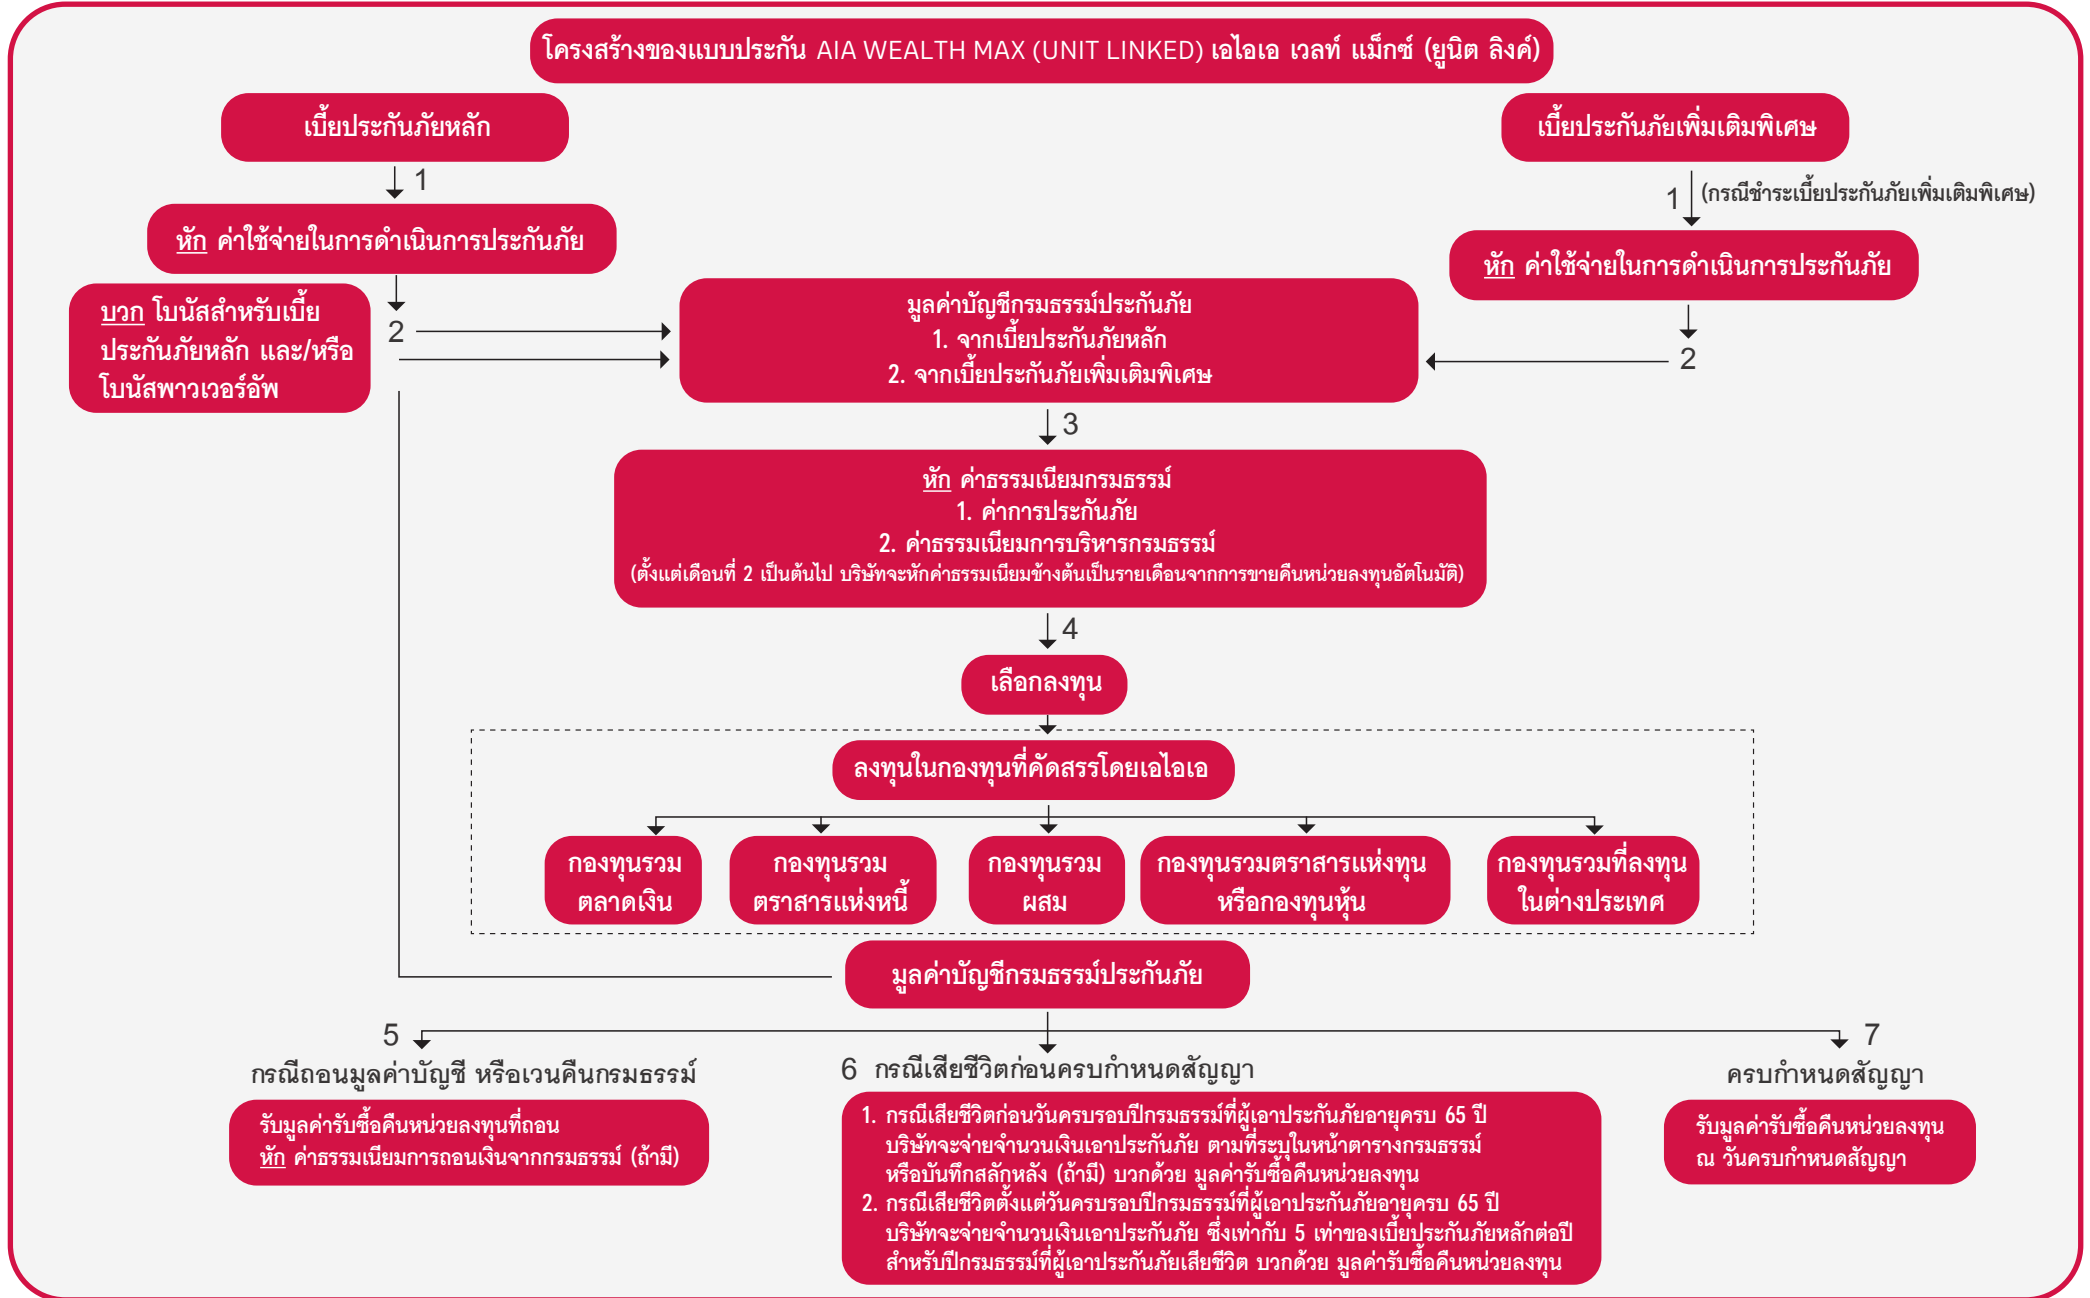 โครงสร้างของแบบประกัน AIA WEALTH MAX (UNIT LINKED) เอไอเอ เวลท์ แม็กซ์ (ยูนิต ลิงค์)
เบี้ยประกันภัยหลัก
1
หัก ค่าใช้จ่ายในการดำเนินการประกันภัย
บวก โบนัสสำหรับเบี้ย
ประกันภัยหลัก และ/หรือ
โบนัสพาวเวอร์อัพ
2
เบี้ยประกันภัยเพิ่มเติมพิเศษ
1 (กรณีชำระเบี้ยประกันภัยเพิ่มเติมพิเศษ)
หัก ค่าใช้จ่ายในการดำเนินการประกันภัย
2
มูลค่าบัญชีกรมธรรม์ประกันภัย
1. จากเบี้ยประกันภัยหลัก
2. จากเบี้ยประกันภัยเพิ่มเติมพิเศษ
3
หัก ค่าธรรมเนียมกรมธรรม์
1. ค่าการประกันภัย
2. ค่าธรรมเนียมการบริหารกรมธรรม์
(ตั้งแต่เดือนที่ 2 เป็นต้นไป บริษัทจะหักค่าธรรมเนียมข้างต้นเป็นรายเดือนจากการขายคืนหน่วยลงทุนอัตโนมัติ)
4
เลือกลงทุน
ลงทุนในกองทุนที่คัดสรรโดยเอไอเอ
กองทุนรวม
ตลาดเงิน
กองทุนรวม
ตราสารแห่งหนี้
กองทุนรวม
ผสม
กองทุนรวมตราสารแห่งทุน
หรือกองทุนหุ้น
กองทุนรวมที่ลงทุน
ในต่างประเทศ
มูลค่าบัญชีกรมธรรม์ประกันภัย
5
กรณีถอนมูลค่าบัญชี หรือเวนคืนกรมธรรม์
รับมูลค่ารับซื้อคืนหน่วยลงทุนที่ถอน
หัก ค่าธรรมเนียมการถอนเงินจากกรมธรรม์ (ถ้ามี)
6 กรณีเสียชีวิตก่อนครบกำหนดสัญญา
1. กรณีเสียชีวิตก่อนวันครบรอบปีกรมธรรม์ที่ผู้เอาประกันภัยอายุครบ 65 ปี
บริษัทจะจ่ายจำนวนเงินเอาประกันภัย ตามที่ระบุในหน้าตารางกรมธรรม์
หรือบันทึกสลักหลัง (ถ้ามี) บวกด้วย มูลค่ารับซื้อคืนหน่วยลงทุน
2. กรณีเสียชีวิตตั้งแต่วันครบรอบปีกรมธรรม์ที่ผู้เอาประกันภัยอายุครบ 65 ปี
บริษัทจะจ่ายจำนวนเงินเอาประกันภัย ซึ่งเท่ากับ 5 เท่าของเบี้ยประกันภัยหลักต่อปี
สำหรับปีกรมธรรม์ที่ผู้เอาประกันภัยเสียชีวิต บวกด้วย มูลค่ารับซื้อคืนหน่วยลงทุน
7
ครบกำหนดสัญญา
รับมูลค่ารับซื้อคืนหน่วยลงทุน
ณ วันครบกำหนดสัญญา